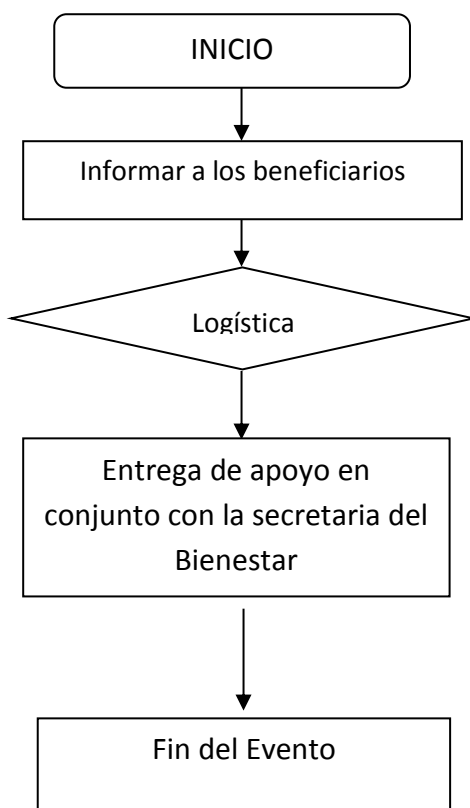 INICIO
Informar a los beneficiarios
Logística
Entrega de apoyo en
conjunto con la secretaria del
Bienestar
Fin del Evento